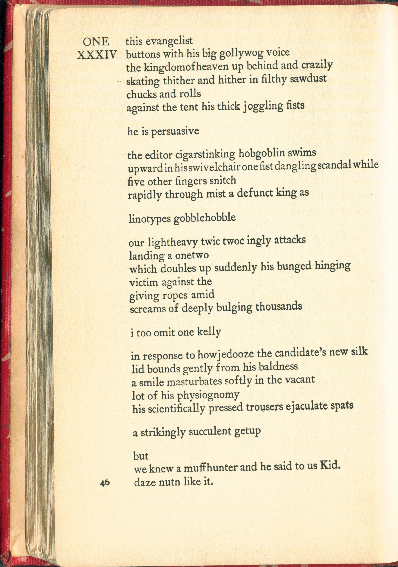 ONE this evangelist
XXXIV buttons with his big gollywog voice
the kingdomofheaven up behind and crazily
skating thither and hither in filthy sawdust
chucks and rolls
against the tent his thick joggling fists
he is persuasive
the editor cigarstinking hobgoblin swims
upward in his swivelchair one fist dangling scandal while
five other fingers snitch
rapidly through mist a defunct king as
linotypes gobblehobble
our lightheavy twic twoc ingly attacks
landing a onetwo
which doubles up suddenly his bunged hinging
victim against the
giving ropes amid
screams of deeply bulging thousands
i too omit one kelly
in response to howjedooze the candidate's new silk
lid bounds gently from his baldness
a smile masturbates softly in the vacant
lot of his physiognomy
his scientifically pressed trousers ejaculate spats
a strikingly succulent getup
but
we knew a muffhunter and he said to us Kid.
46 daze nutn like it.